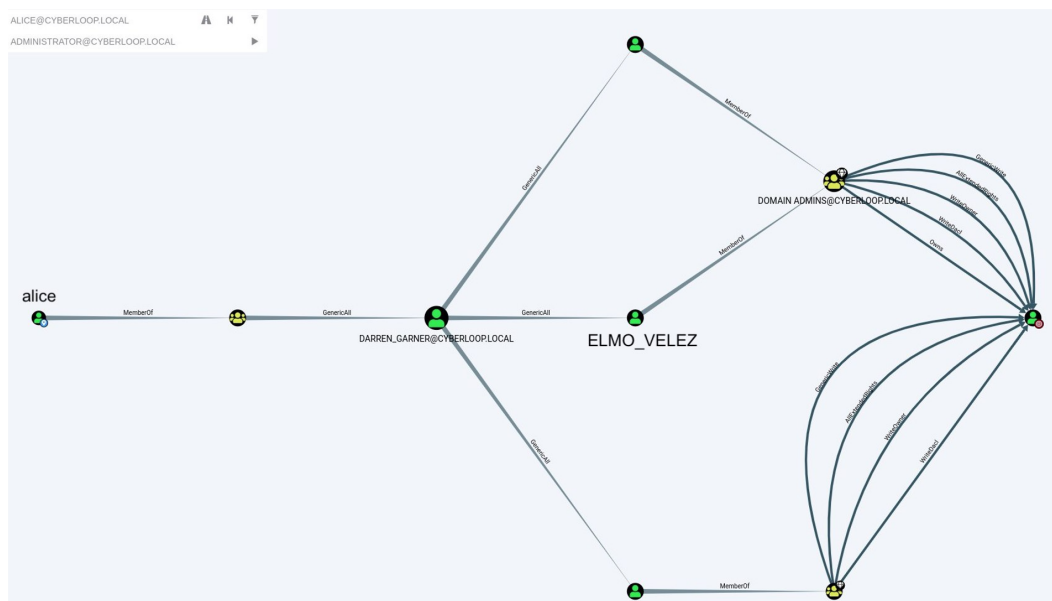 ALICE@CYBERLOOP.LOCAL
ADMINISTRATOR@CYBERLOOP.LOCAL
MemberOf
GenericAll
GenericWrite
AllExtendedRights
WriteOwner
WriteDacl
Owns
DOMAIN ADMINS@CYBERLOOP.LOCAL
MemberOf
alice
MemberOf
GenericAll
GenericAll
DARREN_GARNER@CYBERLOOP.LOCAL
ELMO_VELEZ
GenericWrite
AllExtendedRights
WriteOwner
WriteDacl
GenericAll
MemberOf